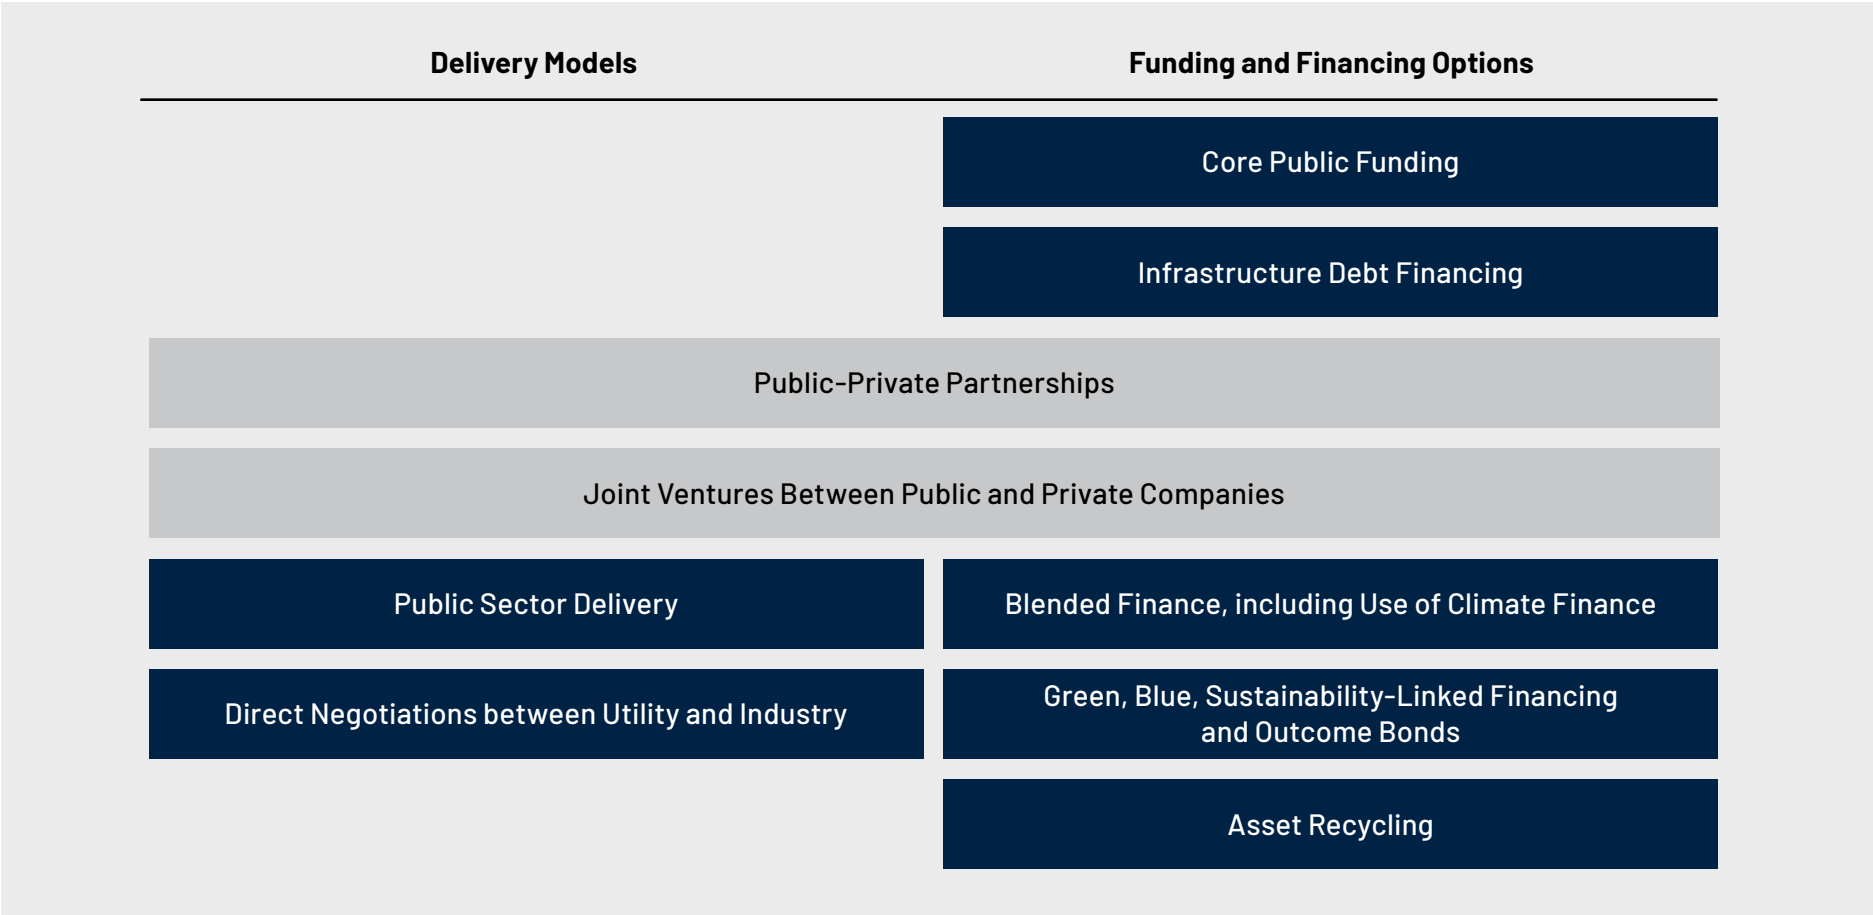 Delivery Models
Funding and Financing Options
Core Public Funding
Infrastructure Debt Financing
Public-Private Partnerships
Joint Ventures Between Public and Private Companies
Public Sector Delivery
Blended Finance, including Use of Climate Finance
Direct Negotiations between Utility and Industry
Green, Blue, Sustainability-Linked Financing
and Outcome Bonds
Asset Recycling